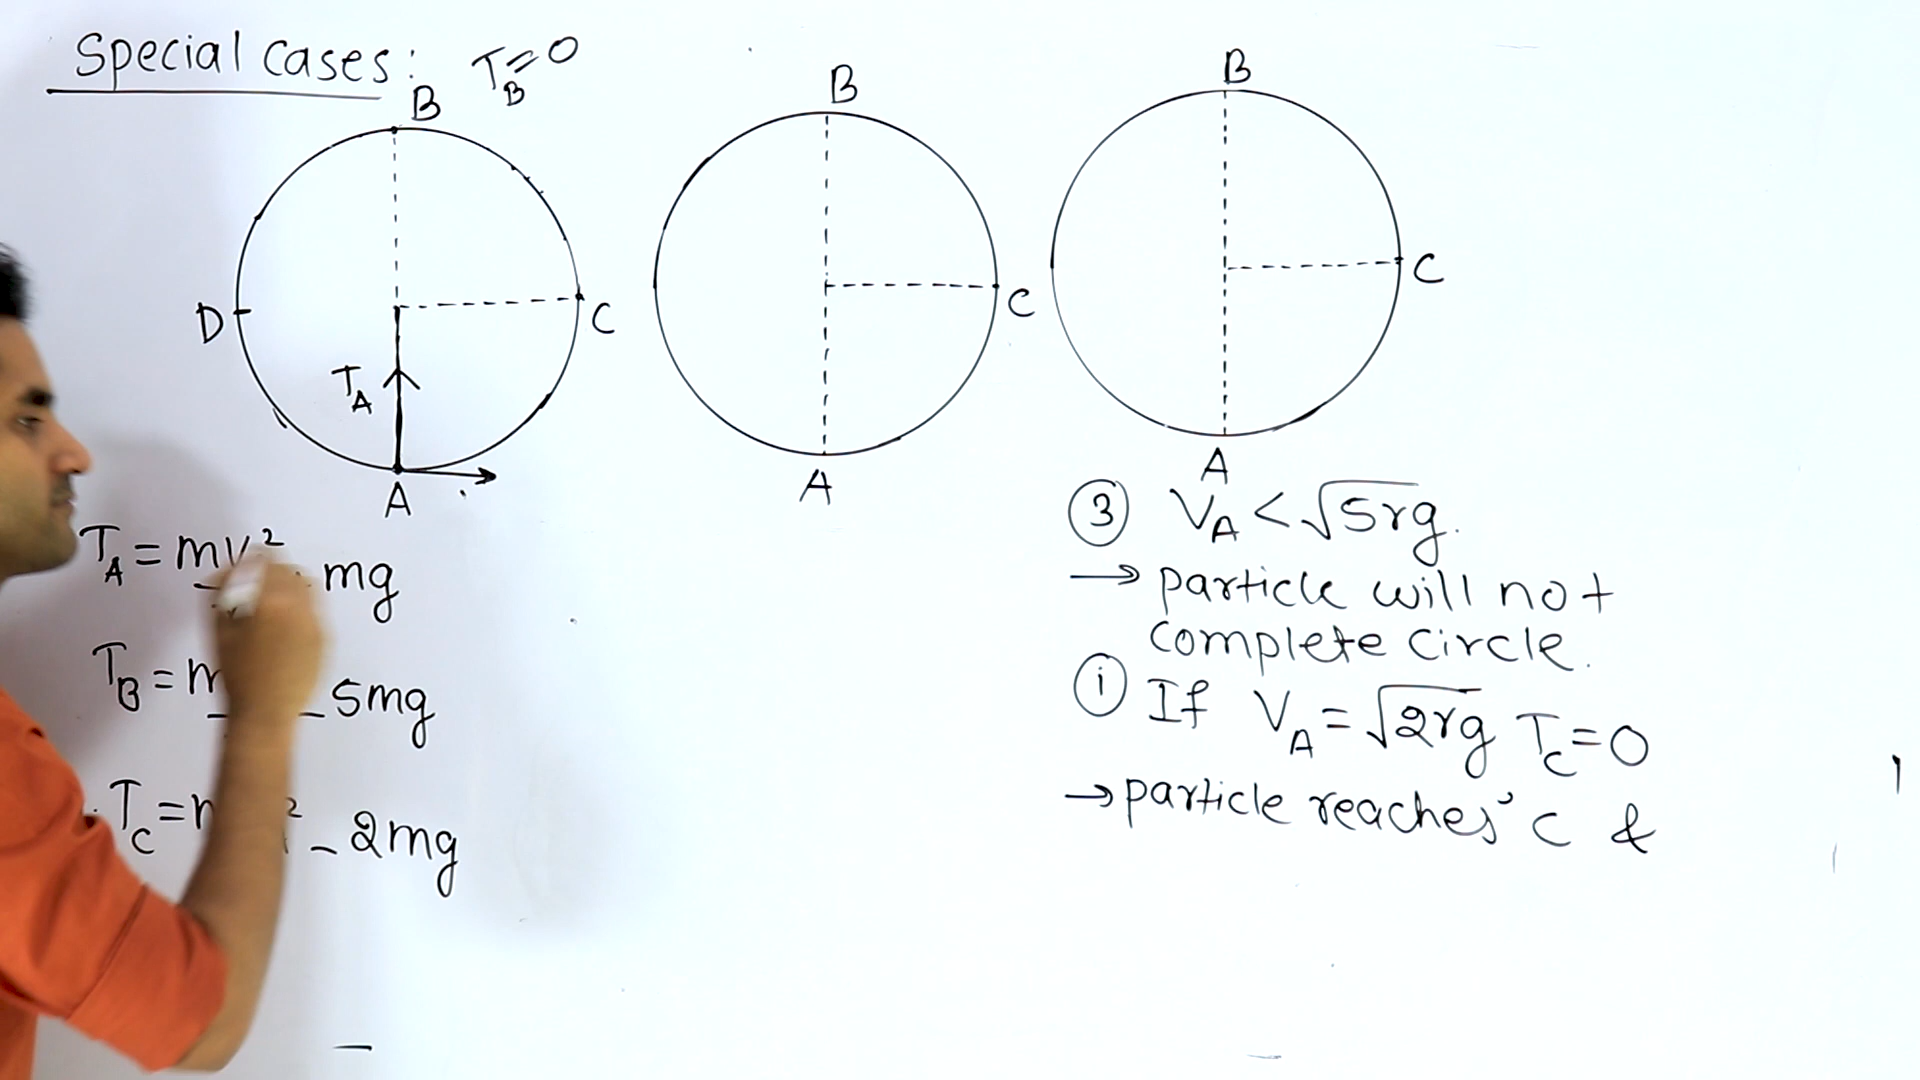 Special cases:
T_B = 0
B
D
C
T_A
A
T_A = mv² mg
T_B = - 5mg
T_C = ² - 2mg
B
C
A
B
C
A
③ V_A < √5rg.
→ particle will not
complete circle.
ⓘ If V_A = √2rg T_C = 0
→ particle reaches 'C &